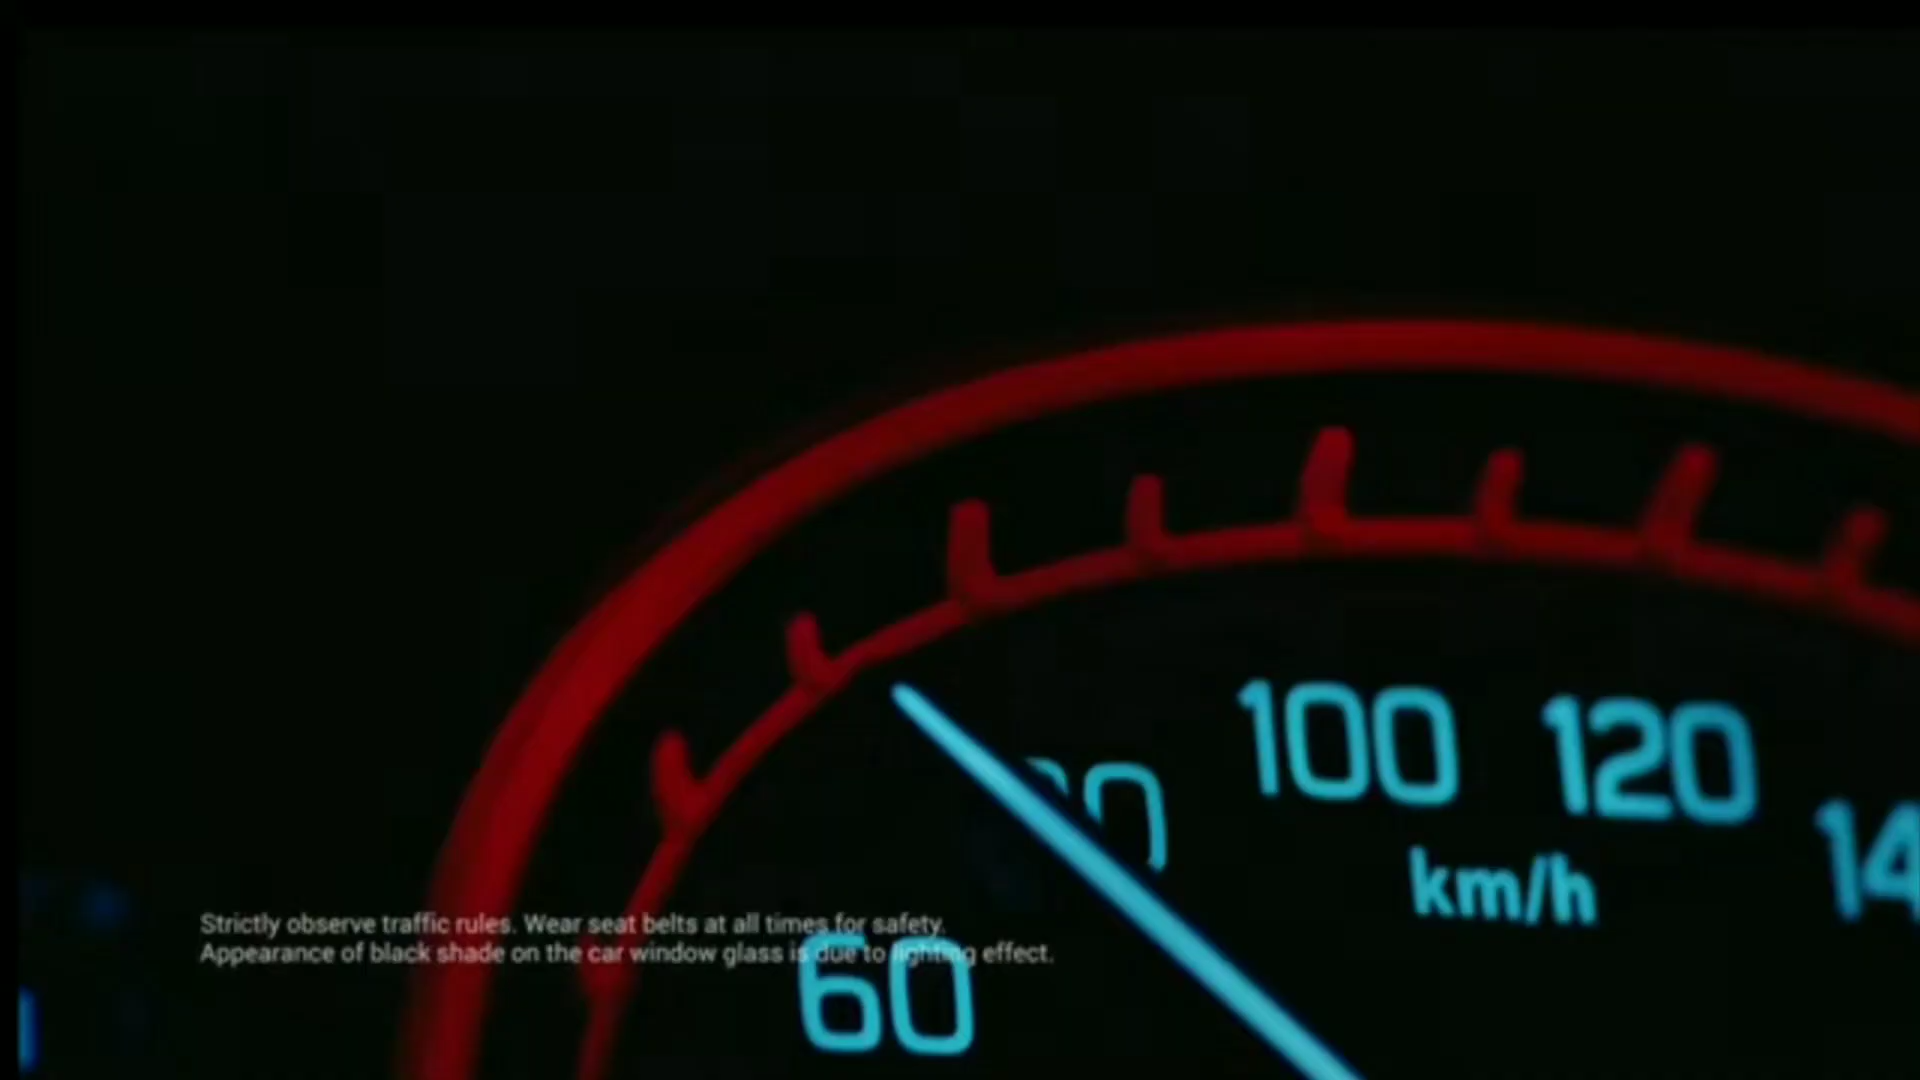 100 120
14
km/h
Strictly observe traffic rules. Wear seat belts at all times for safety.
Appearance of black shade on the car window glass is due to lighting effect.
60